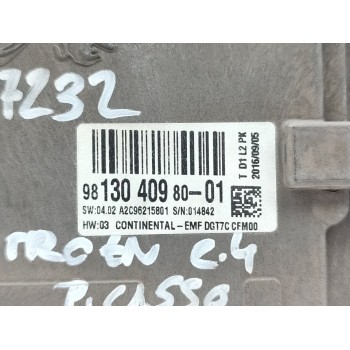 7232
98 130 409 80-01
SW:04.02 A2C96215801 S/N:014842
HW:03 CONTINENTAL-EMF DGT7C CFM00
T D1 L2 PK
2016/09/05
TROEN C.4
PICASSO